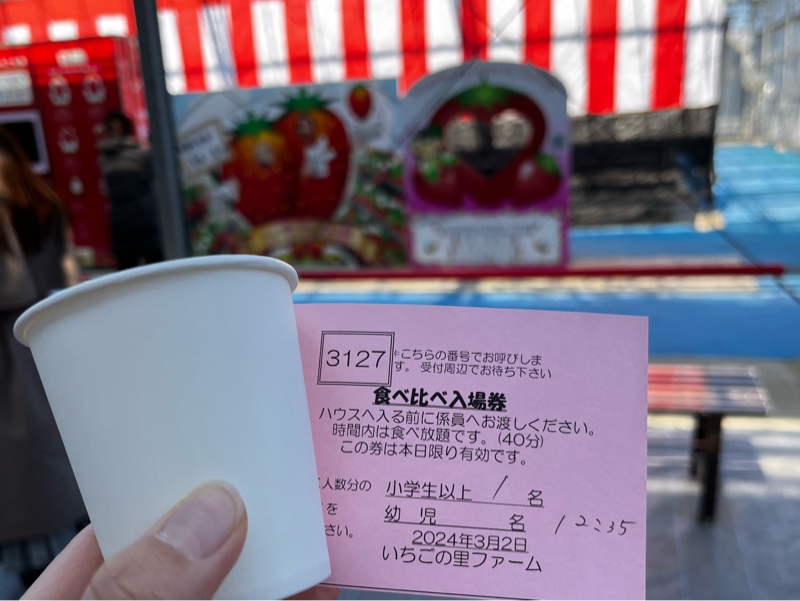 3127
*こちらの番号でお呼びしま
す。 受付周辺でお待ち下さい
食べ比べ入場券
ハウスへ入る前に係員へお渡しください。
時間内は食べ放題です。(40分)
この券は本日限り有効です。
人数分の 小学生以上 1 名
を 幼 児 名 12:35
さい。 2024年3月2日
いちごの里ファーム